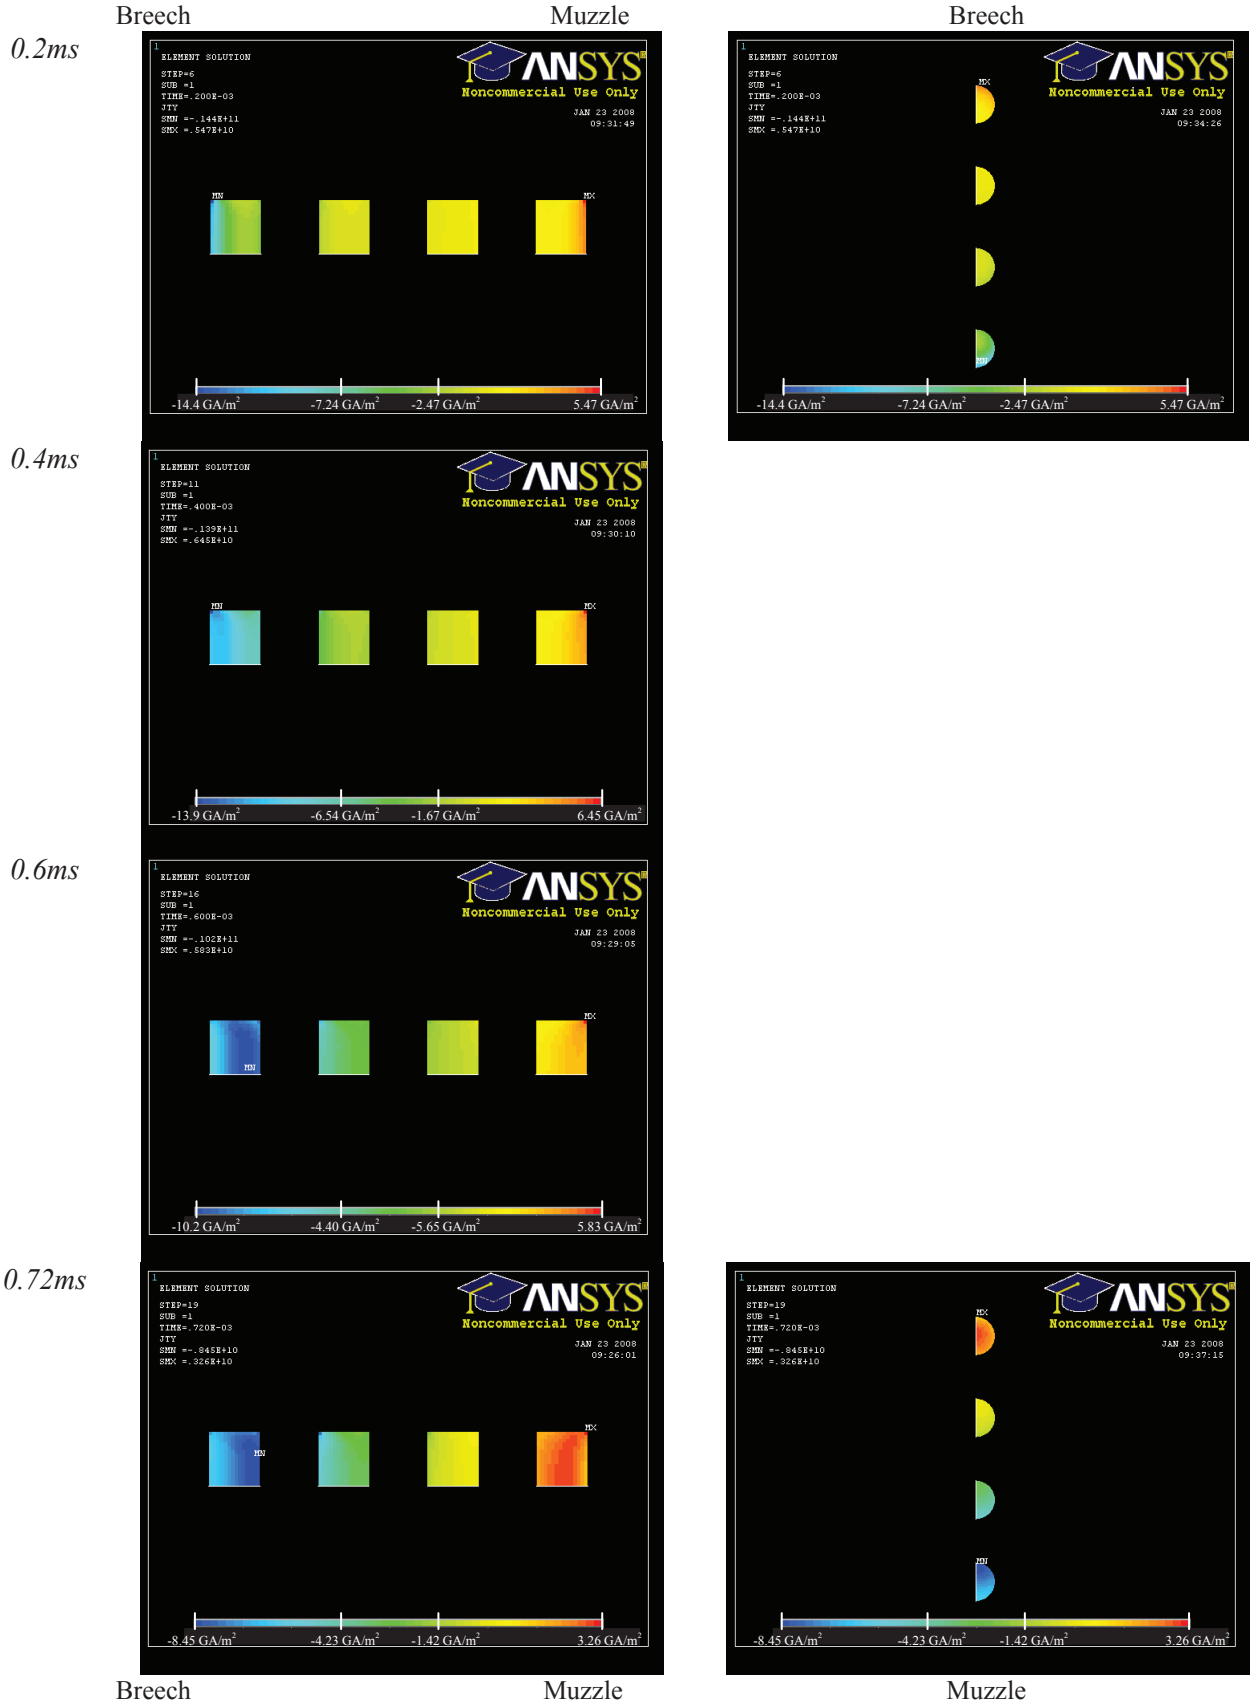 Breech Muzzle Breech
0.2ms
1
ELEMENT SOLUTION
STEP=6
SUB =1
TIME=.200E-03
JTY
SMN =-.144E+11
SMX =.547E+10
ANSYS
Noncommercial Use Only
JAN 23 2008
09:31:49
MN MX
-14.4 GA/m² -7.24 GA/m² -2.47 GA/m² 5.47 GA/m²
1
ELEMENT SOLUTION
STEP=6
SUB =1
TIME=.200E-03
JTY
SMN =-.144E+11
SMX =.547E+10
ANSYS
Noncommercial Use Only
JAN 23 2008
09:34:26
MX
MN
-14.4 GA/m² -7.24 GA/m² -2.47 GA/m² 5.47 GA/m²
0.4ms
1
ELEMENT SOLUTION
STEP=11
SUB =1
TIME=.400E-03
JTY
SMN =-.139E+11
SMX =.645E+10
ANSYS
Noncommercial Use Only
JAN 23 2008
09:30:10
MN MX
-13.9 GA/m² -6.54 GA/m² -1.67 GA/m² 6.45 GA/m²
0.6ms
1
ELEMENT SOLUTION
STEP=16
SUB =1
TIME=.600E-03
JTY
SMN =-.102E+11
SMX =.583E+10
ANSYS
Noncommercial Use Only
JAN 23 2008
09:29:05
MX
MN
-10.2 GA/m² -4.40 GA/m² -5.65 GA/m² 5.83 GA/m²
0.72ms
1
ELEMENT SOLUTION
STEP=19
SUB =1
TIME=.720E-03
JTY
SMN =-.845E+10
SMX =.326E+10
ANSYS
Noncommercial Use Only
JAN 23 2008
09:26:01
MX
MN
-8.45 GA/m² -4.23 GA/m² -1.42 GA/m² 3.26 GA/m²
1
ELEMENT SOLUTION
STEP=19
SUB =1
TIME=.720E-03
JTY
SMN =-.845E+10
SMX =.326E+10
ANSYS
Noncommercial Use Only
JAN 23 2008
09:37:15
MX
MN
-8.45 GA/m² -4.23 GA/m² -1.42 GA/m² 3.26 GA/m²
Breech Muzzle Muzzle